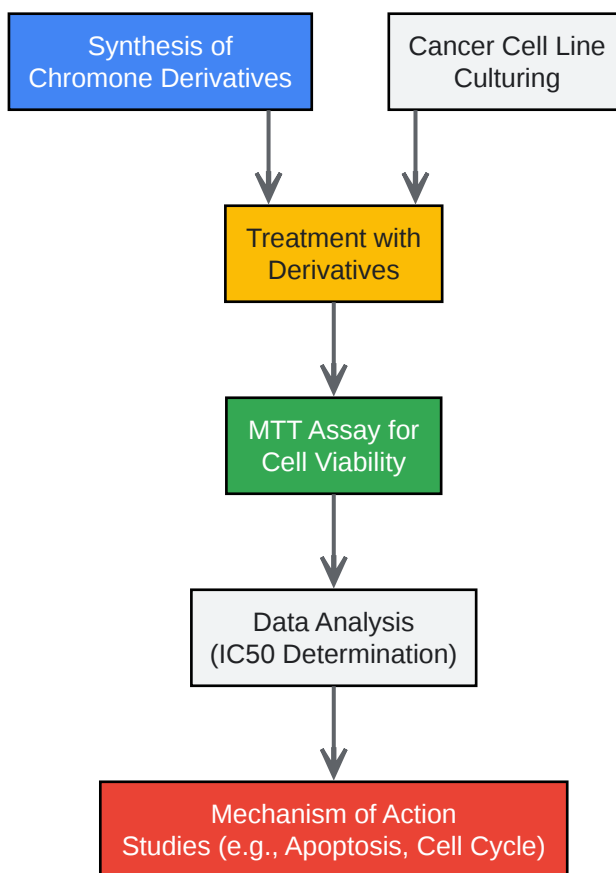 Synthesis of
Chromone Derivatives
Cancer Cell Line
Culturing
Treatment with
Derivatives
MTT Assay for
Cell Viability
Data Analysis
(IC50 Determination)
Mechanism of Action
Studies (e.g., Apoptosis, Cell Cycle)